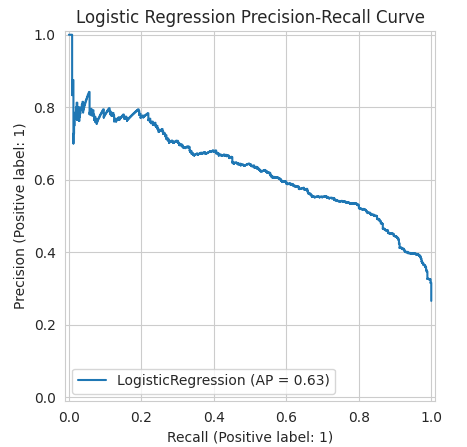 Logistic Regression Precision-Recall Curve
1.0
0.8
0.6
0.4
0.2
0.0
Precision (Positive label: 1)
LogisticRegression (AP = 0.63)
0.0 0.2 0.4 0.6 0.8 1.0
Recall (Positive label: 1)